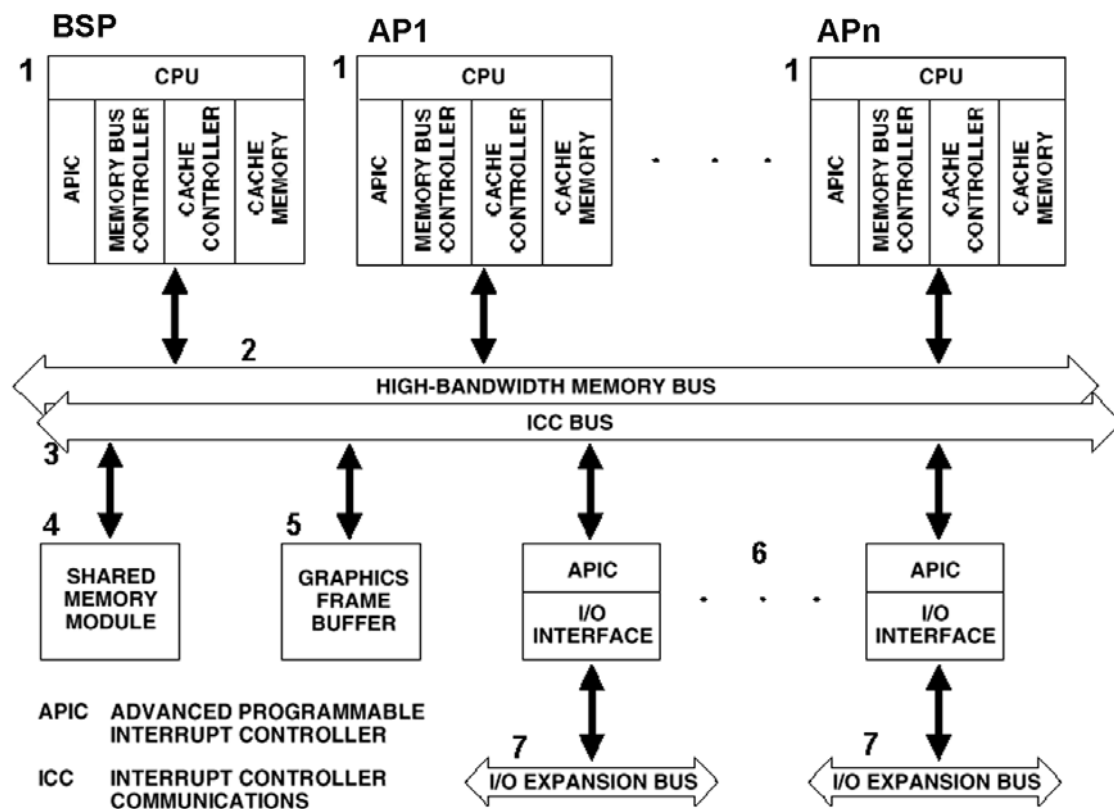 BSP
AP1
APn
1
CPU
APIC
MEMORY BUS
CONTROLLER
CACHE
CONTROLLER
CACHE
MEMORY
1
CPU
APIC
MEMORY BUS
CONTROLLER
CACHE
CONTROLLER
CACHE
MEMORY
. . .
1
CPU
APIC
MEMORY BUS
CONTROLLER
CACHE
CONTROLLER
CACHE
MEMORY
2
HIGH-BANDWIDTH MEMORY BUS
ICC BUS
3
4
SHARED
MEMORY
MODULE
5
GRAPHICS
FRAME
BUFFER
APIC
I/O
INTERFACE
6
. . .
APIC
I/O
INTERFACE
APIC ADVANCED PROGRAMMABLE
INTERRUPT CONTROLLER
ICC INTERRUPT CONTROLLER
COMMUNICATIONS
7
I/O EXPANSION BUS
7
I/O EXPANSION BUS